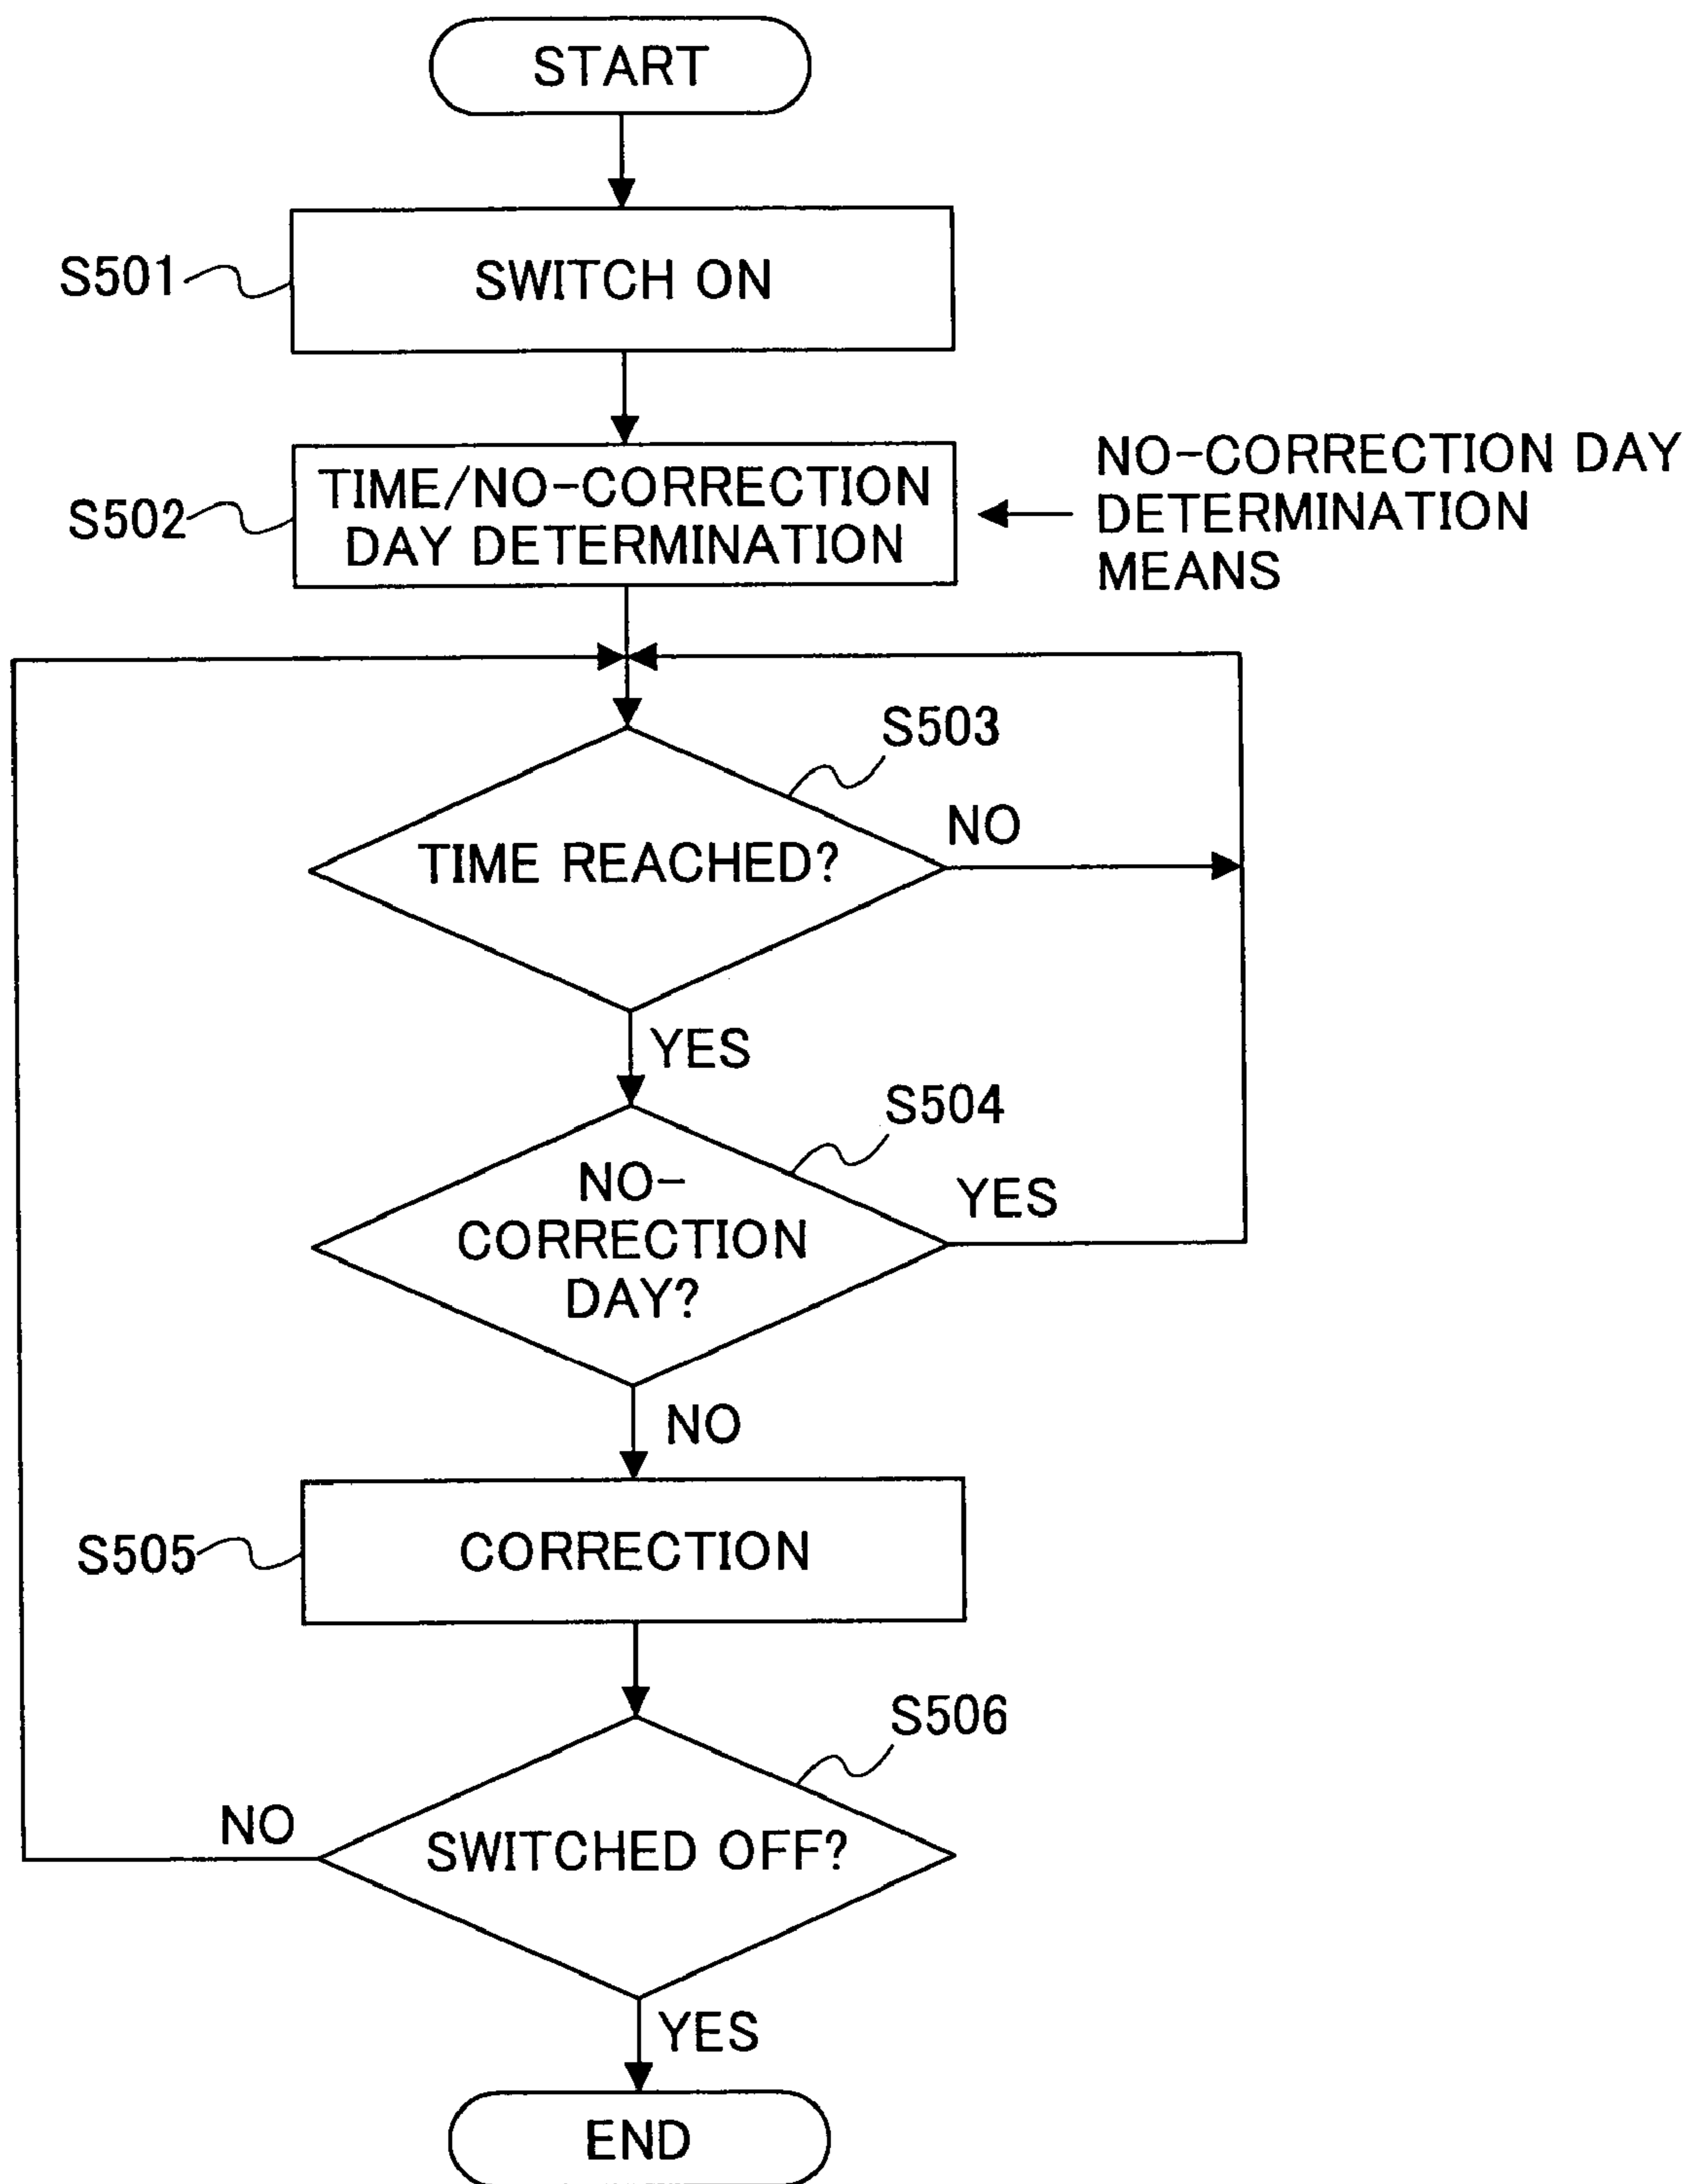 START
S501
SWITCH ON
S502
TIME/NO-CORRECTION
DAY DETERMINATION
NO-CORRECTION DAY
DETERMINATION
MEANS
S503
NO
TIME REACHED?
YES
S504
NO-
CORRECTION
DAY?
YES
NO
S505
CORRECTION
S506
NO
SWITCHED OFF?
YES
END